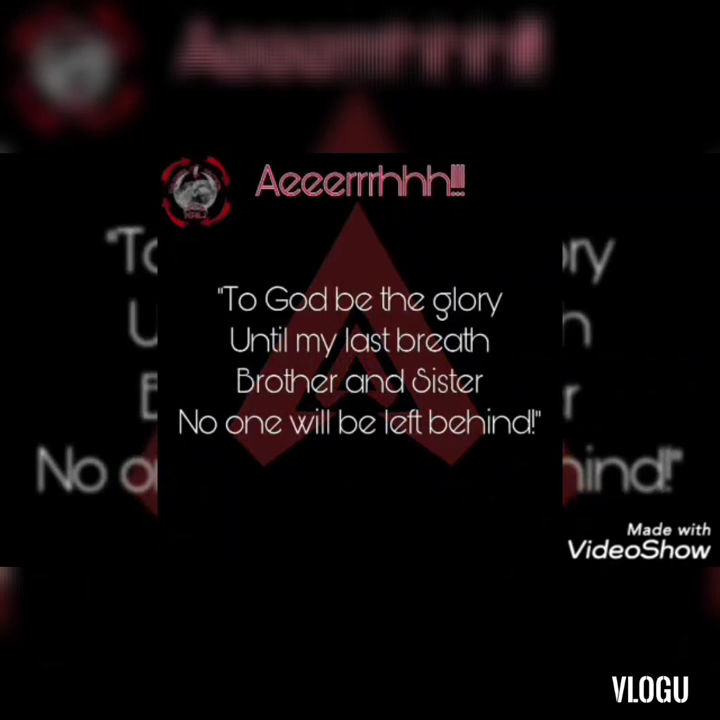 Aeeerrrhhh!!!
"To God be the glory
Until my last breath
Brother and Sister
No one will be left behind!"
Made with
VideoShow
VLOGU